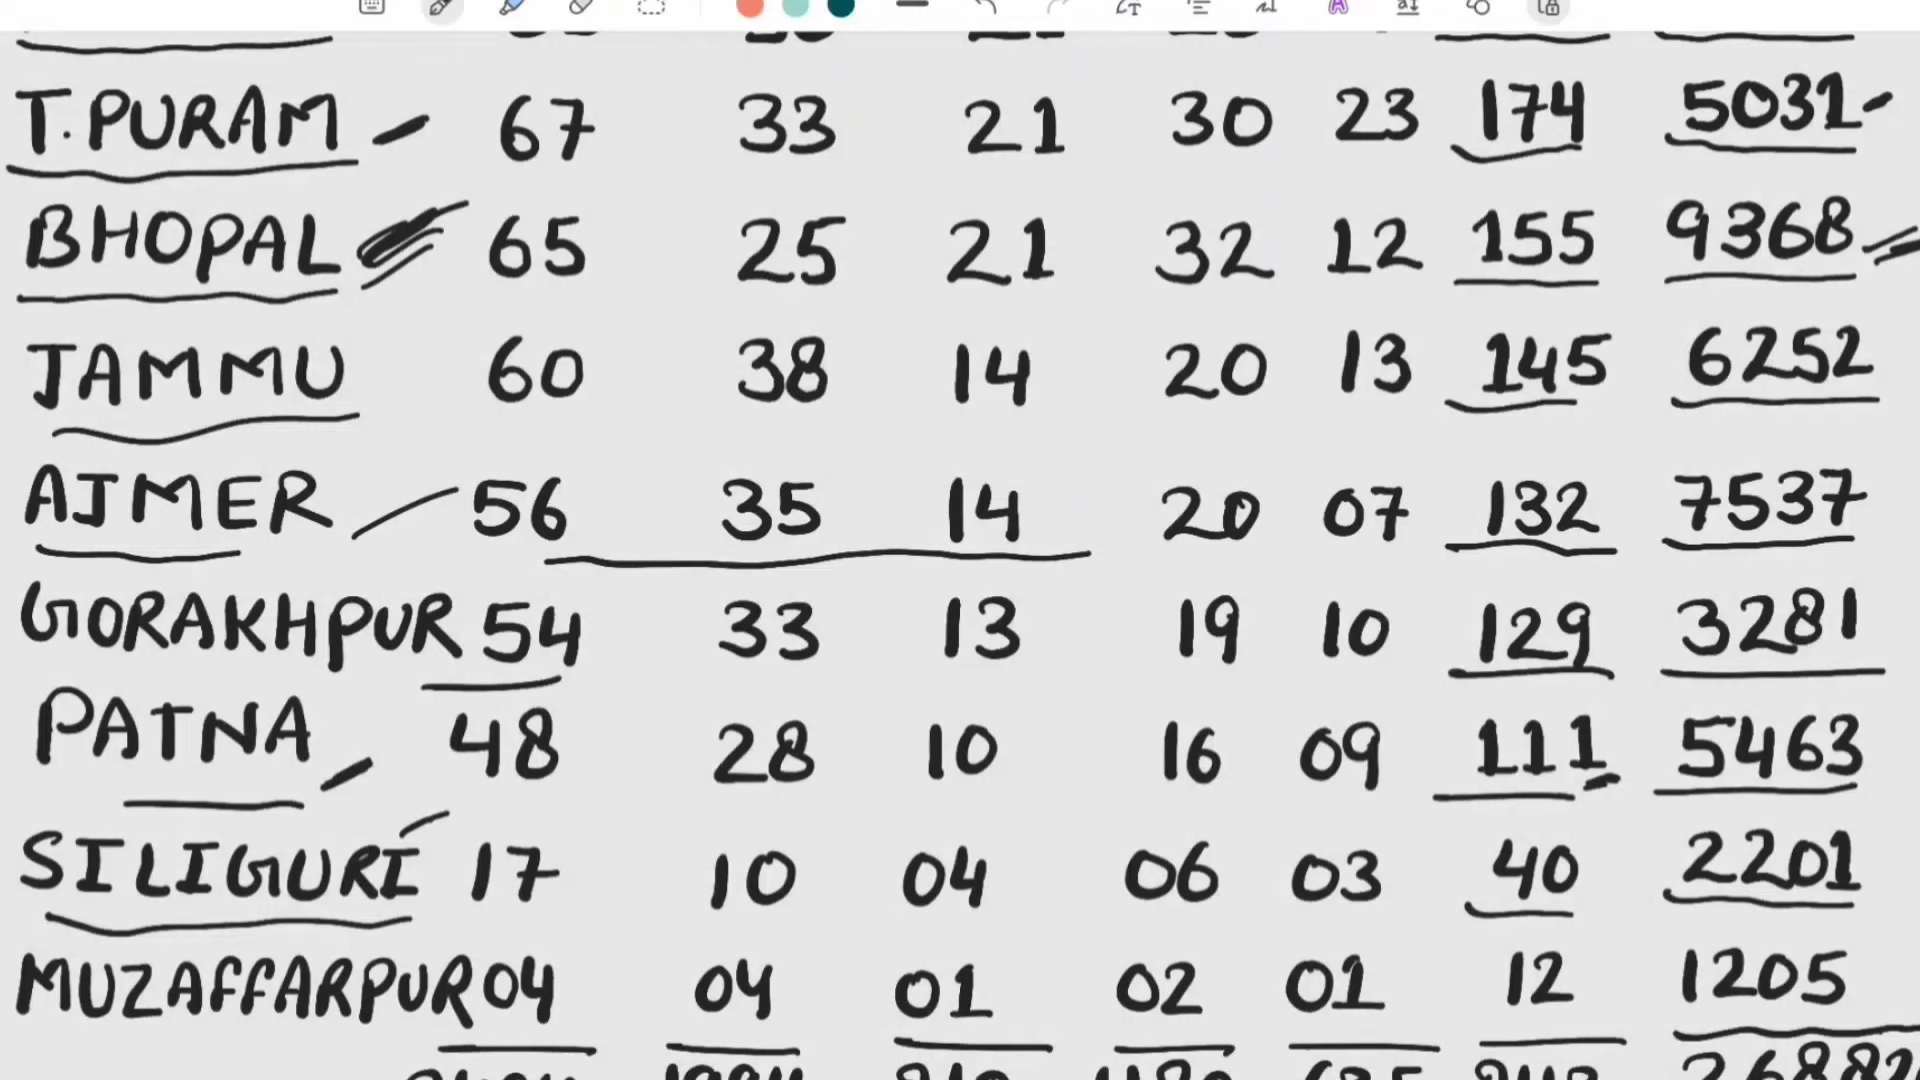 T.PURAM 67 33 21 30 23 174 5031
BHOPAL 65 25 21 32 12 155 9368
JAMMU 60 38 14 20 13 145 6252
AJMER 56 35 14 20 07 132 7537
GORAKHPUR 54 33 13 19 10 129 3281
PATNA 48 28 10 16 09 111 5463
SILIGURI 17 10 04 06 03 40 2201
MUZAFFARPUR 04 04 01 02 01 12 1205